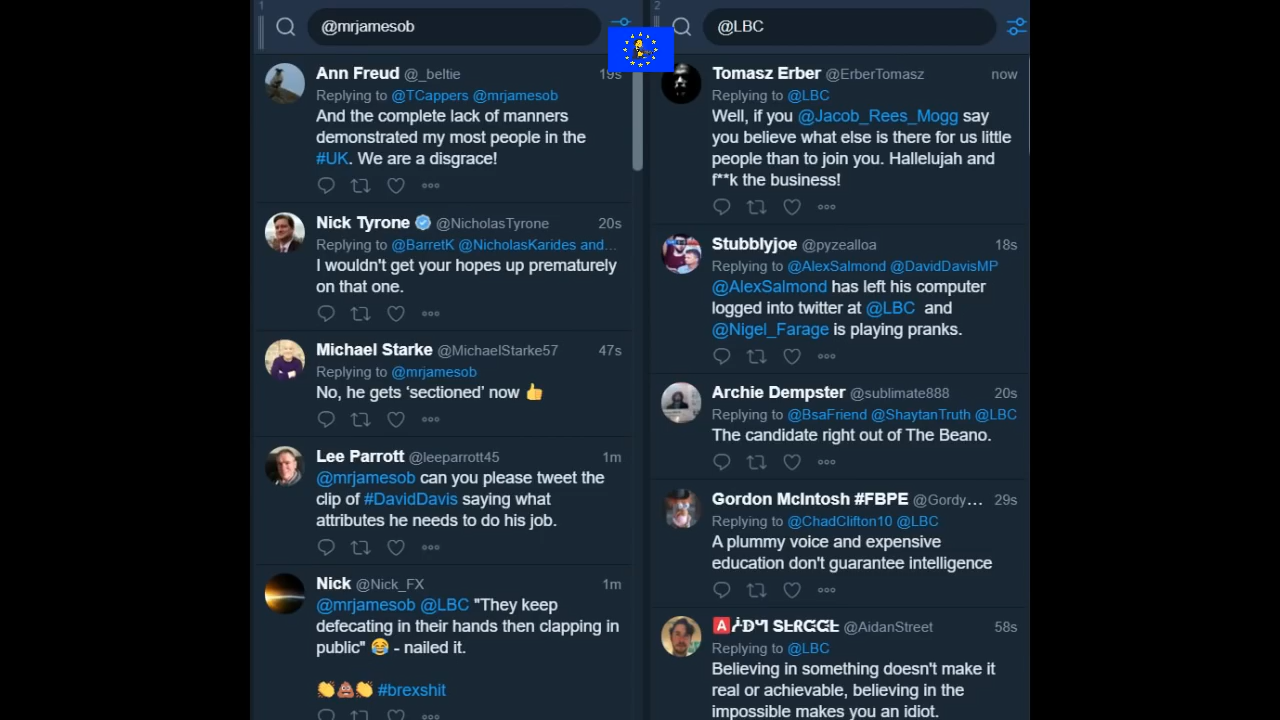 1
@mrjamesob
Ann Freud @_beltie 19s
Replying to @TCappers @mrjamesob
And the complete lack of manners
demonstrated my most people in the
#UK. We are a disgrace!
Nick Tyrone @NicholasTyrone 20s
Replying to @BarretK @NicholasKarides and...
I wouldn't get your hopes up prematurely
on that one.
Michael Starke @MichaelStarke57 47s
Replying to @mrjamesob
No, he gets ‘sectioned’ now 👍
Lee Parrott @leeparrott45 1m
@mrjamesob can you please tweet the
clip of #DavidDavis saying what
attributes he needs to do his job.
Nick @Nick_FX 1m
@mrjamesob @LBC "They keep
defecating in their hands then clapping in
public" 😂 - nailed it.
👏💩👏 #brexshit
2
@LBC
Tomasz Erber @ErberTomasz now
Replying to @LBC
Well, if you @Jacob_Rees_Mogg say
you believe what else is there for us little
people than to join you. Hallelujah and
f**k the business!
Stubblyjoe @pyzealloa 18s
Replying to @AlexSalmond @DavidDavisMP
@AlexSalmond has left his computer
logged into twitter at @LBC and
@Nigel_Farage is playing pranks.
Archie Dempster @sublimate888 20s
Replying to @BsaFriend @ShaytanTruth @LBC
The candidate right out of The Beano.
Gordon McIntosh #FBPE @Gordy... 29s
Replying to @ChadClifton10 @LBC
A plummy voice and expensive
education don't guarantee intelligence
@AidanStreet 58s
Replying to @LBC
Believing in something doesn't make it
real or achievable, believing in the
impossible makes you an idiot.